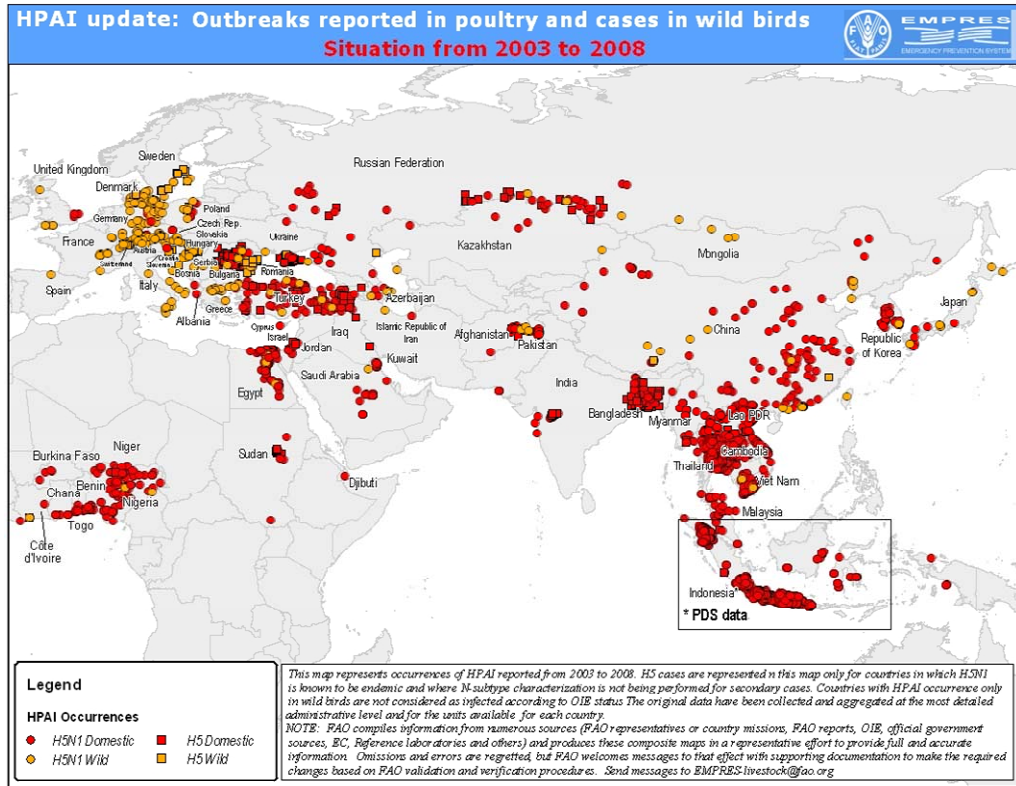 HPAI update: Outbreaks reported in poultry and cases in wild birds
Situation from 2003 to 2008
FAO
FIAT PANIS
EMPRES
EMERGENCY PREVENTION SYSTEM
Sweden
United Kingdom
Russian Federation
Denmark
Poland
Germany
Czech Rep.
Slovakia
France
Hungary
Ukraine
Austria
Kazakhstan
Mongolia
Switzerland
Croatia
Slovenia
Serbia
Bosnia
Bulgaria
Romania
Spain
Italy
Turkey
Azerbaijan
Japan
Greece
Albania
Cyprus
Israel
Iraq
Islamic Republic of
Iran
Afghanistan
Pakistan
China
Republic
of Korea
Jordan
Kuwait
Saudi Arabia
India
Egypt
Bangladesh
Myanmar
Lao PDR
Niger
Burkina Faso
Sudan
Cambodia
Thailand
Benin
Ghana
Nigeria
Djibuti
Viet Nam
Togo
Malaysia
Côte
d'Ivoire
Indonesia*
* PDS data
Legend
HPAI Occurrences
H5N1 Domestic
H5 Domestic
H5N1 Wild
H5 Wild
This map represents occurrences of HPAI reported from 2003 to 2008. H5 cases are represented n this map only for countries in which H5N1
is known to be endemic and where N-subtype characterization is not being performed for secondary cases. Countries with HPAI occurrence only
in wild birds are not considered as infected according to OIE status The original data have been collected and aggregated at the most detailed
administrative level and for the units available for each country.
NOTE: FAO compiles information from numerous sources (FAO representatives or country missions, FAO reports, OIE, official government
sources, EC, Reference laboratories and others) and produces these composite maps in a representative effort to provide full and accurate
information. Omissions and errors are regretted, but FAO welcomes messages to that effect with supporting documentation to make the required
changes based on FAO validation and verification procedures. Send messages to EMPRES-livestock@fao.org